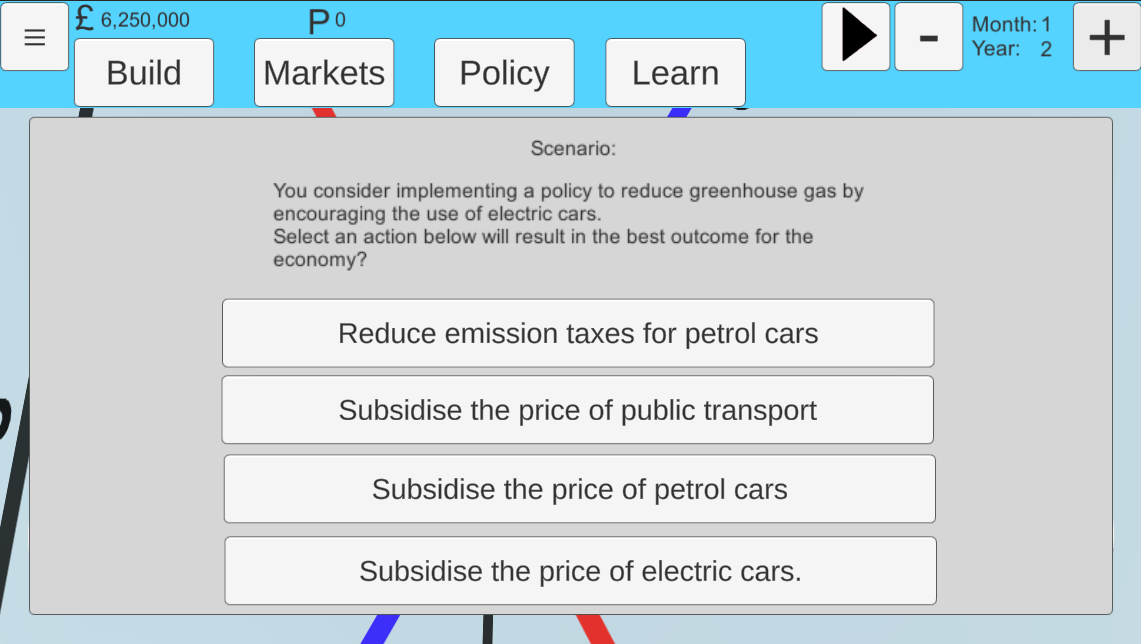 £ 6,250,000
P 0
Month: 1
Year: 2
Build
Markets
Policy
Learn
-
+
Scenario:
You consider implementing a policy to reduce greenhouse gas by
encouraging the use of electric cars.
Select an action below will result in the best outcome for the
economy?
Reduce emission taxes for petrol cars
Subsidise the price of public transport
Subsidise the price of petrol cars
Subsidise the price of electric cars.